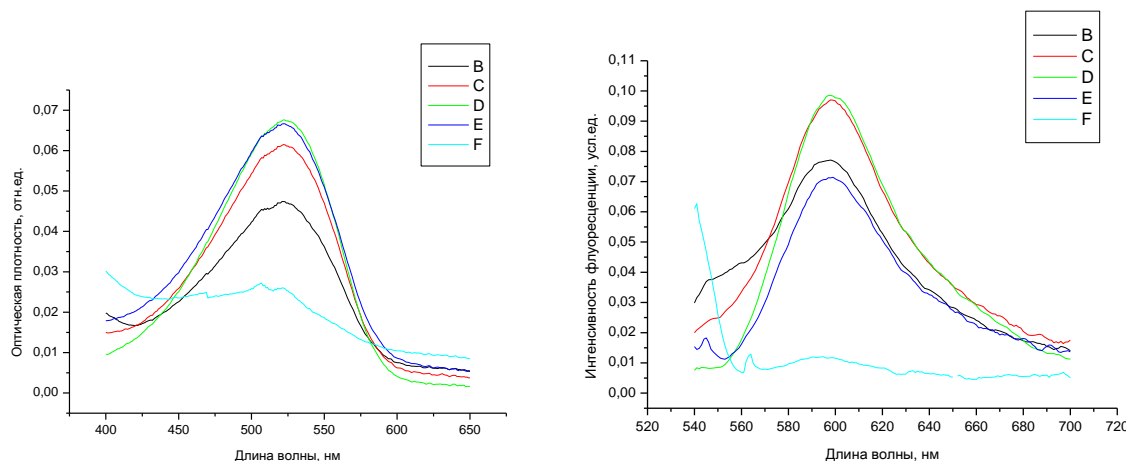 B
C
D
E
F
0,07
0,06
0,05
0,04
0,03
0,02
0,01
0,00
Оптическая плотность, отн.ед.
400
450
500
550
600
650
Длина волны, нм
B
C
D
E
F
0,11
0,10
0,09
0,08
0,07
0,06
0,05
0,04
0,03
0,02
0,01
0,00
Интенсивность флуоресценции, усл.ед.
520
540
560
580
600
620
640
660
680
700
720
Длина волны, нм